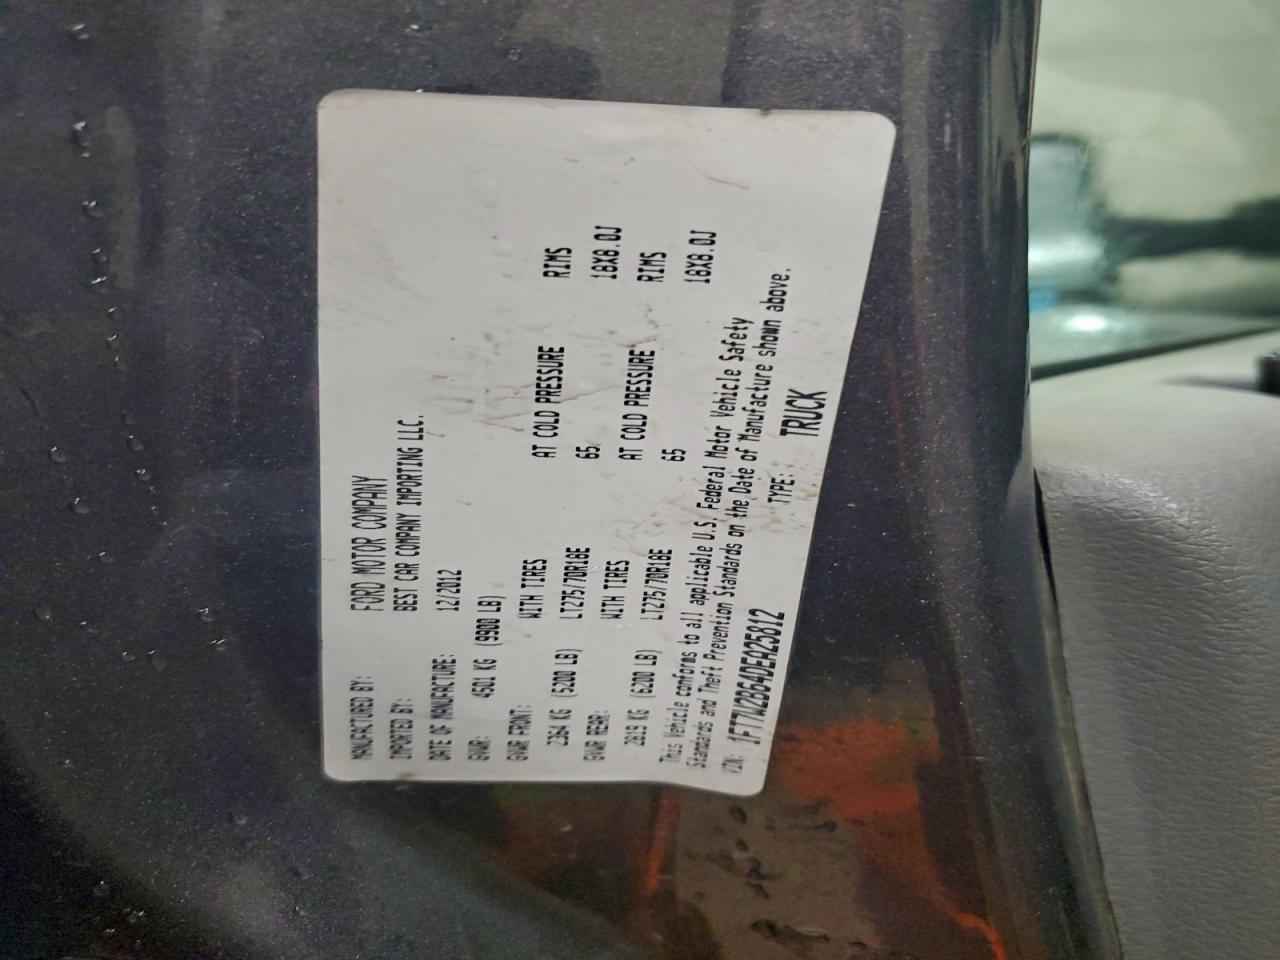 MANUFACTURED BY: FORD MOTOR COMPANY
IMPORTED BY: BEST CAR COMPANY IMPORTING LLC.
DATE OF MANUFACTURE: 12/2012
GVWR: 4501 KG (9900 LB)
GWR FRONT: WITH TIRES AT COLD PRESSURE RIMS
2364 KG (5200 LB) LT275/70R18E 65 18X8.0J
GWR REAR: WITH TIRES AT COLD PRESSURE RIMS
2819 KG (6200 LB) LT275/70R18E 65 18X8.0J
This Vehicle conforms to all applicable U.S. Federal Motor Vehicle Safety
Standards and Theft Prevention Standards on the Date of Manufacture shown above.
VIN: 1FT7W2B64DEA25812 TYPE: TRUCK